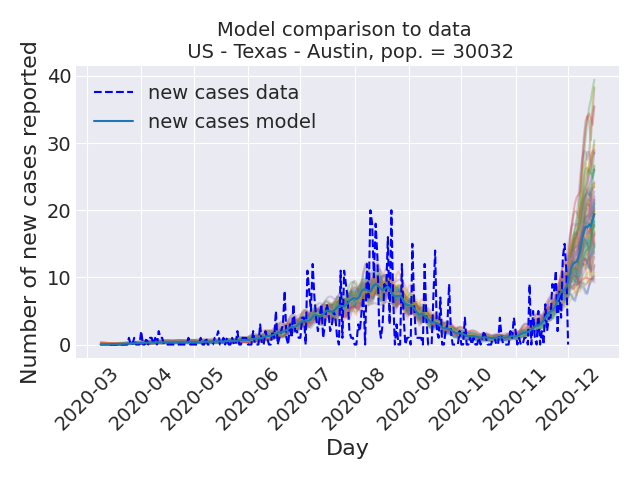 Model comparison to data
US - Texas - Austin, pop. = 30032
Number of new cases reported
40
30
20
10
0
new cases data
new cases model
2020-03
2020-04
2020-05
2020-06
2020-07
2020-08
2020-09
2020-10
2020-11
2020-12
Day